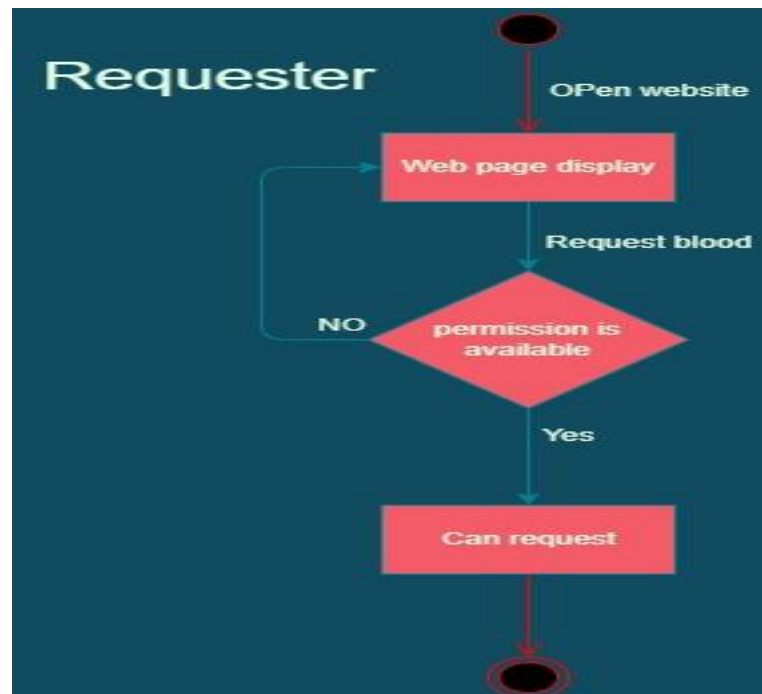 Requester
OPen website
Web page display
Request blood
NO
permission is
available
Yes
Can request